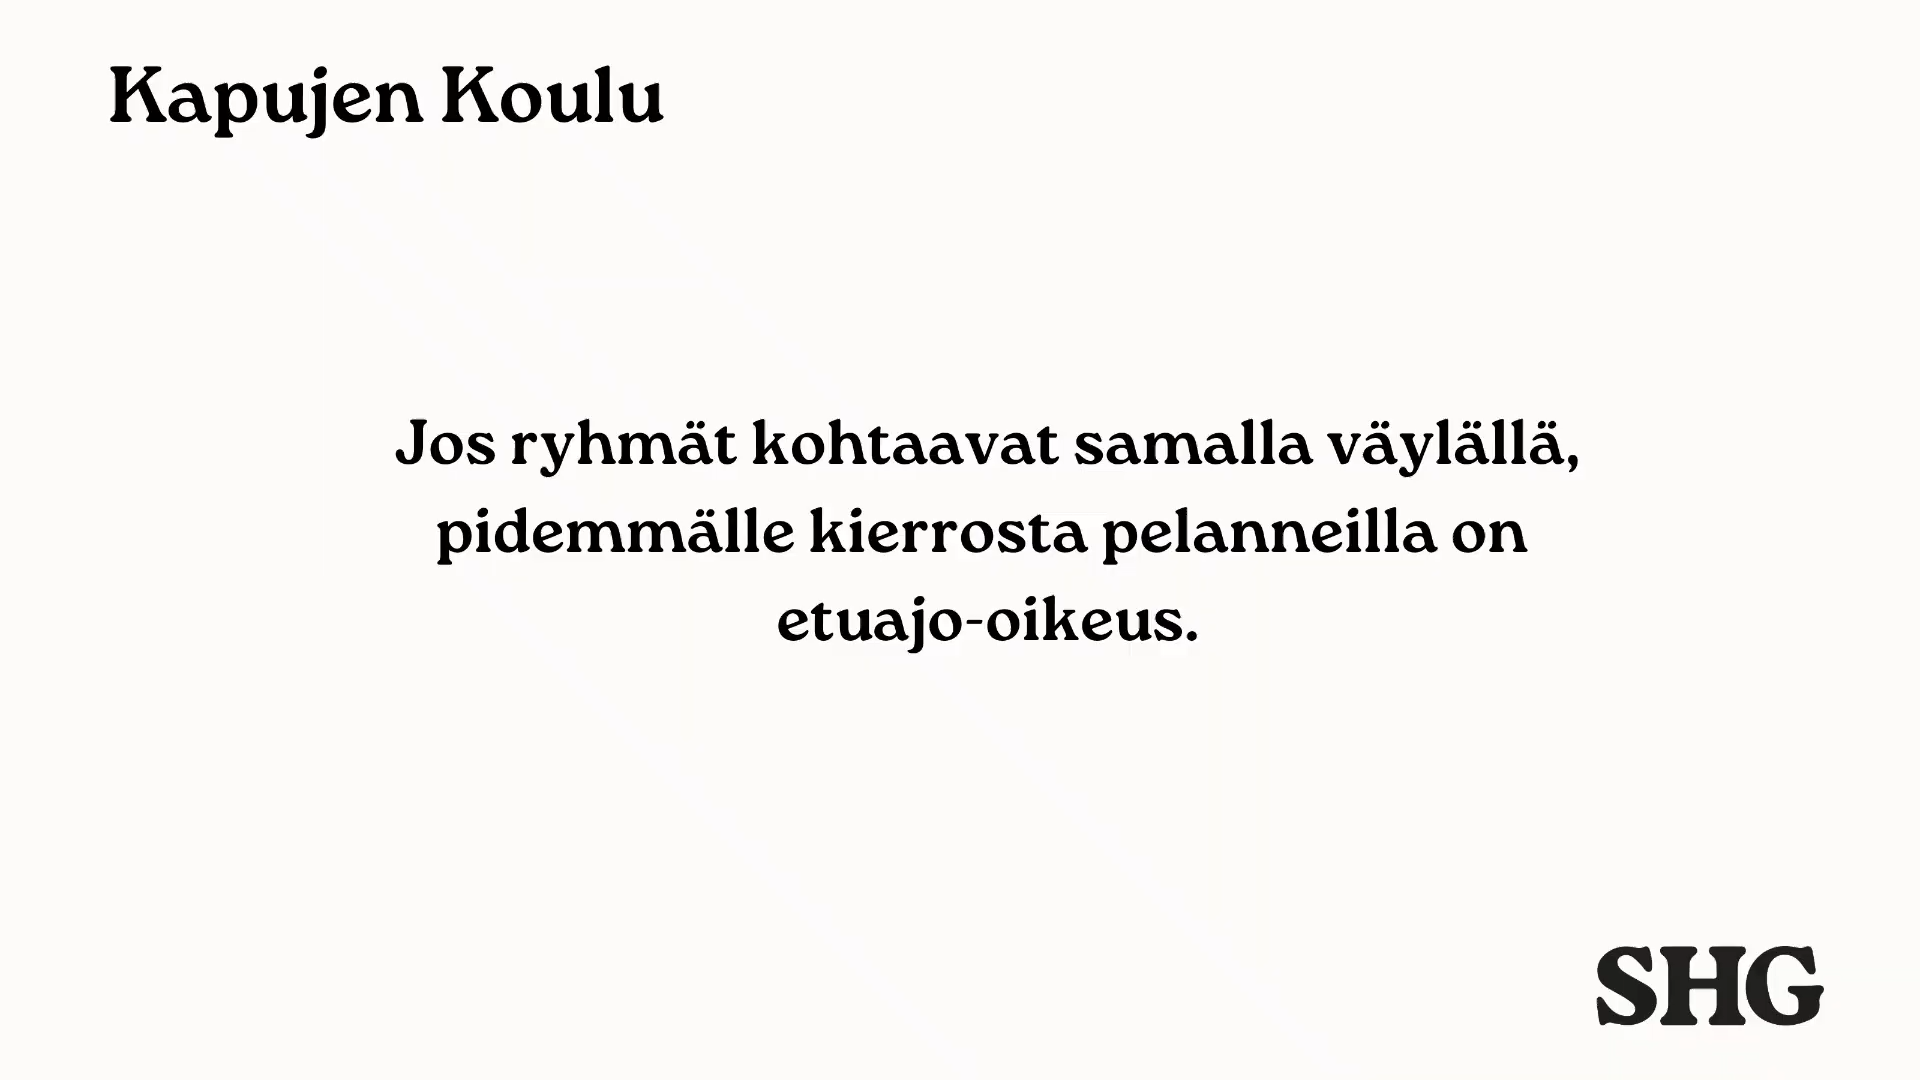 Kapujen Koulu
Jos ryhmät kohtaavat samalla väylällä,
pidemmälle kierrosta pelanneilla on
etuajo-oikeus.
SHG